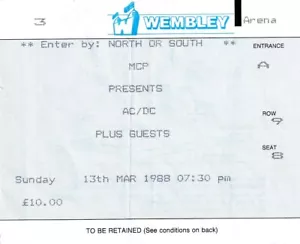 3 WEMBLEY Arena
** Enter by: NORTH OR SOUTH **
ENTRANCE
A
MCP
PRESENTS
AC/DC
PLUS GUESTS
ROW
9
SEAT
8
Sunday 13th MAR 1988 07:30 pm
£10.00
TO BE RETAINED (See conditions on back)